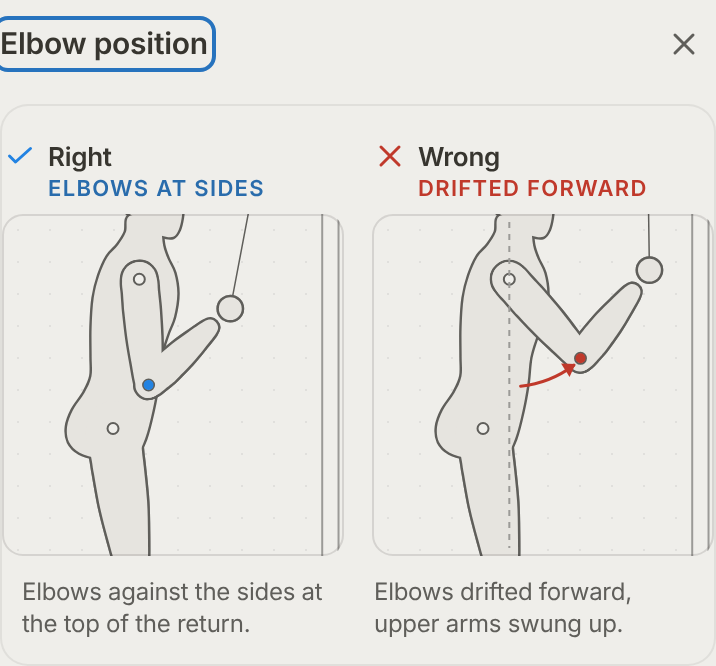 Elbow position
Right
ELBOWS AT SIDES
Wrong
DRIFTED FORWARD
Elbows against the sides at
the top of the return.
Elbows drifted forward,
upper arms swung up.